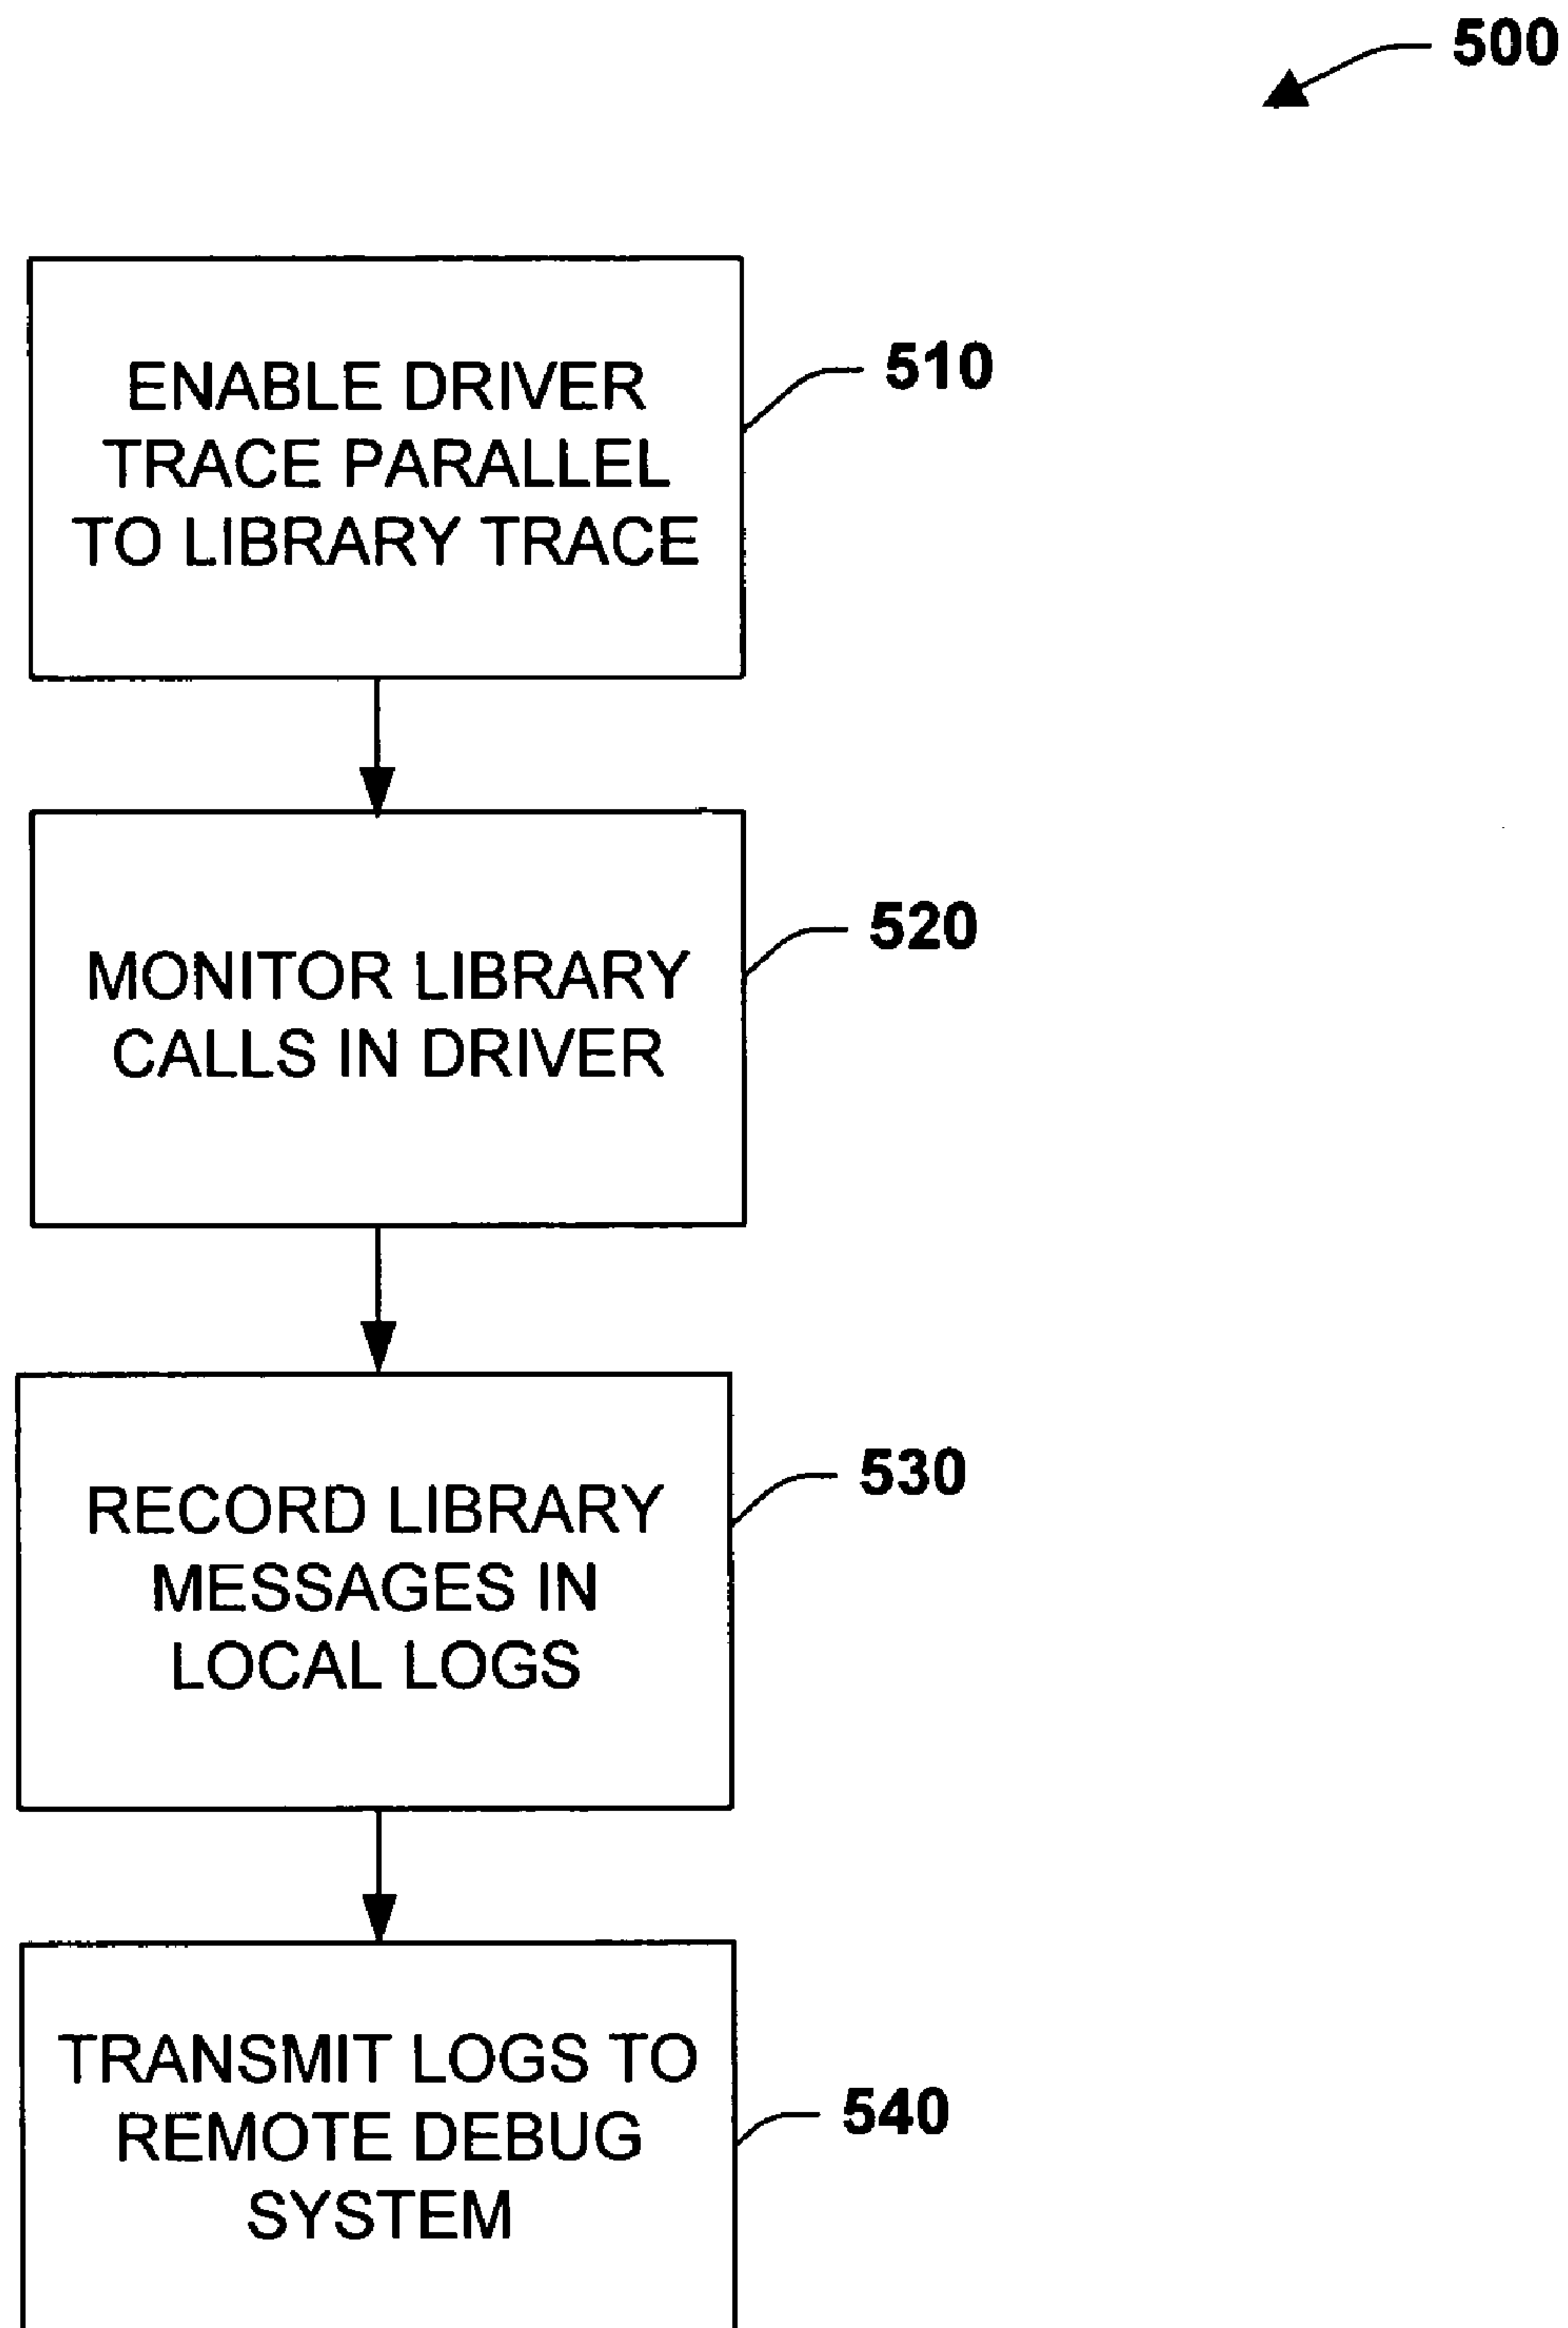 500
ENABLE DRIVER
TRACE PARALLEL
TO LIBRARY TRACE
510
MONITOR LIBRARY
CALLS IN DRIVER
520
RECORD LIBRARY
MESSAGES IN
LOCAL LOGS
530
TRANSMIT LOGS TO
REMOTE DEBUG
SYSTEM
540